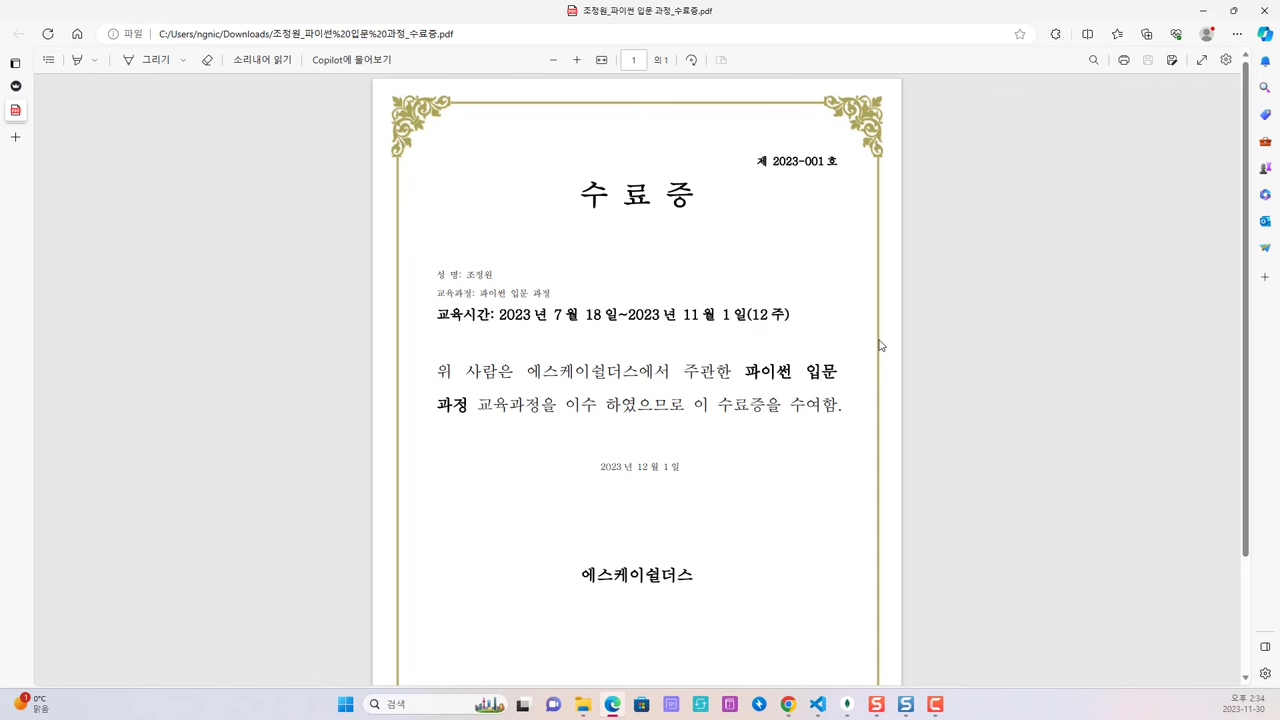 조정원_파이썬 입문 과정_수료증.pdf
파일 C:/Users/ngnic/Downloads/조정원_파이썬%20입문%20과정_수료증.pdf
그리기 소리내어 읽기 Copilot에 물어보기 1 의 1
제 2023-001 호
수 료 증
성 명: 조정원
교육과정: 파이썬 입문 과정
교육시간: 2023 년 7 월 18 일~2023 년 11 월 1 일(12 주)
위 사람은 에스케이쉴더스에서 주관한 파이썬 입문
과정 교육과정을 이수 하였으므로 이 수료증을 수여함.
2023 년 12 월 1 일
에스케이쉴더스
1 0°C
맑음
검색
오후 2:34
2023-11-30